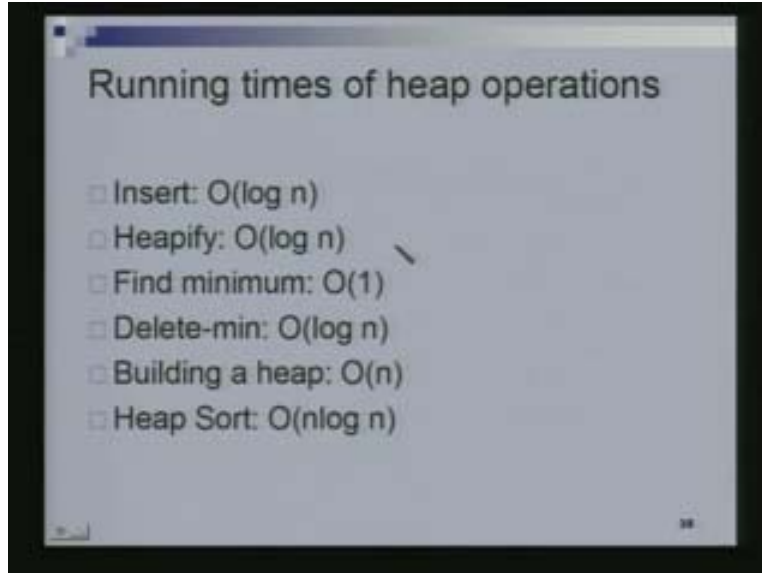 Running times of heap operations
Insert: O(log n)
Heapify: O(log n)
Find minimum: O(1)
Delete-min: O(log n)
Building a heap: O(n)
Heap Sort: O(nlog n)